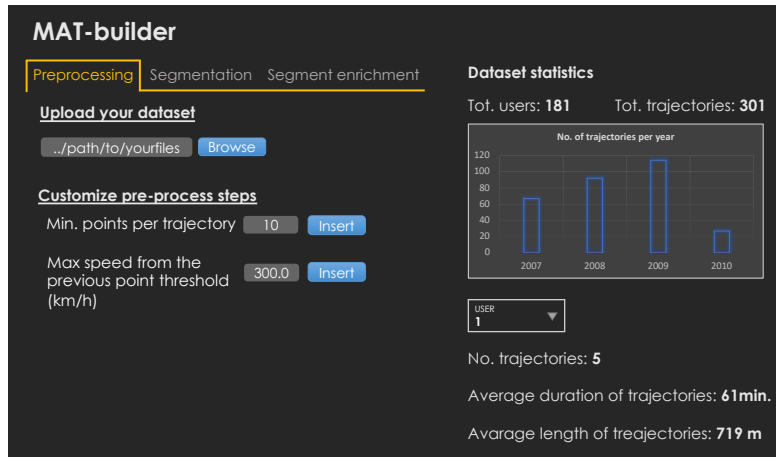 MAT-builder
Preprocessing Segmentation Segment enrichment
Upload your dataset
../path/to/yourfiles Browse
Customize pre-process steps
Min. points per trajectory 10 Insert
Max speed from the
previous point threshold 300.0 Insert
(km/h)
Dataset statistics
Tot. users: 181 Tot. trajectories: 301
No. of trajectories per year
120
100
80
60
40
20
0
2007 2008 2009 2010
USER
1
No. trajectories: 5
Average duration of trajectories: 61min.
Avarage length of treajectories: 719 m